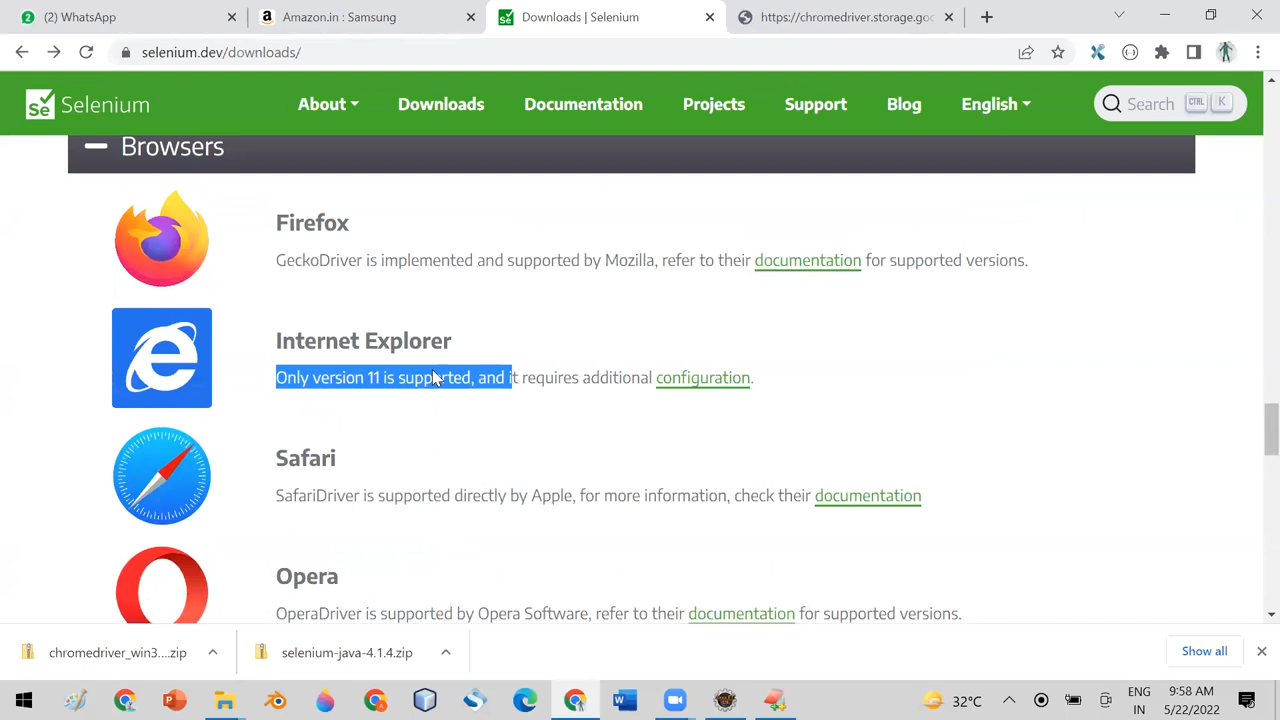 2
(2) WhatsApp
Amazon.in : Samsung
Downloads | Selenium
https://chromedriver.storage.goo
selenium.dev/downloads/
Se Selenium
About
Downloads
Documentation
Projects
Support
Blog
English
Search CTRL K
Browsers
Firefox
GeckoDriver is implemented and supported by Mozilla, refer to their documentation for supported versions.
Internet Explorer
Only version 11 is supported, and it requires additional configuration.
Safari
SafariDriver is supported directly by Apple, for more information, check their documentation
Opera
OperaDriver is supported by Opera Software, refer to their documentation for supported versions.
chromedriver_win3....zip
selenium-java-4.1.4.zip
Show all
32°C
ENG
IN
9:58 AM
5/22/2022